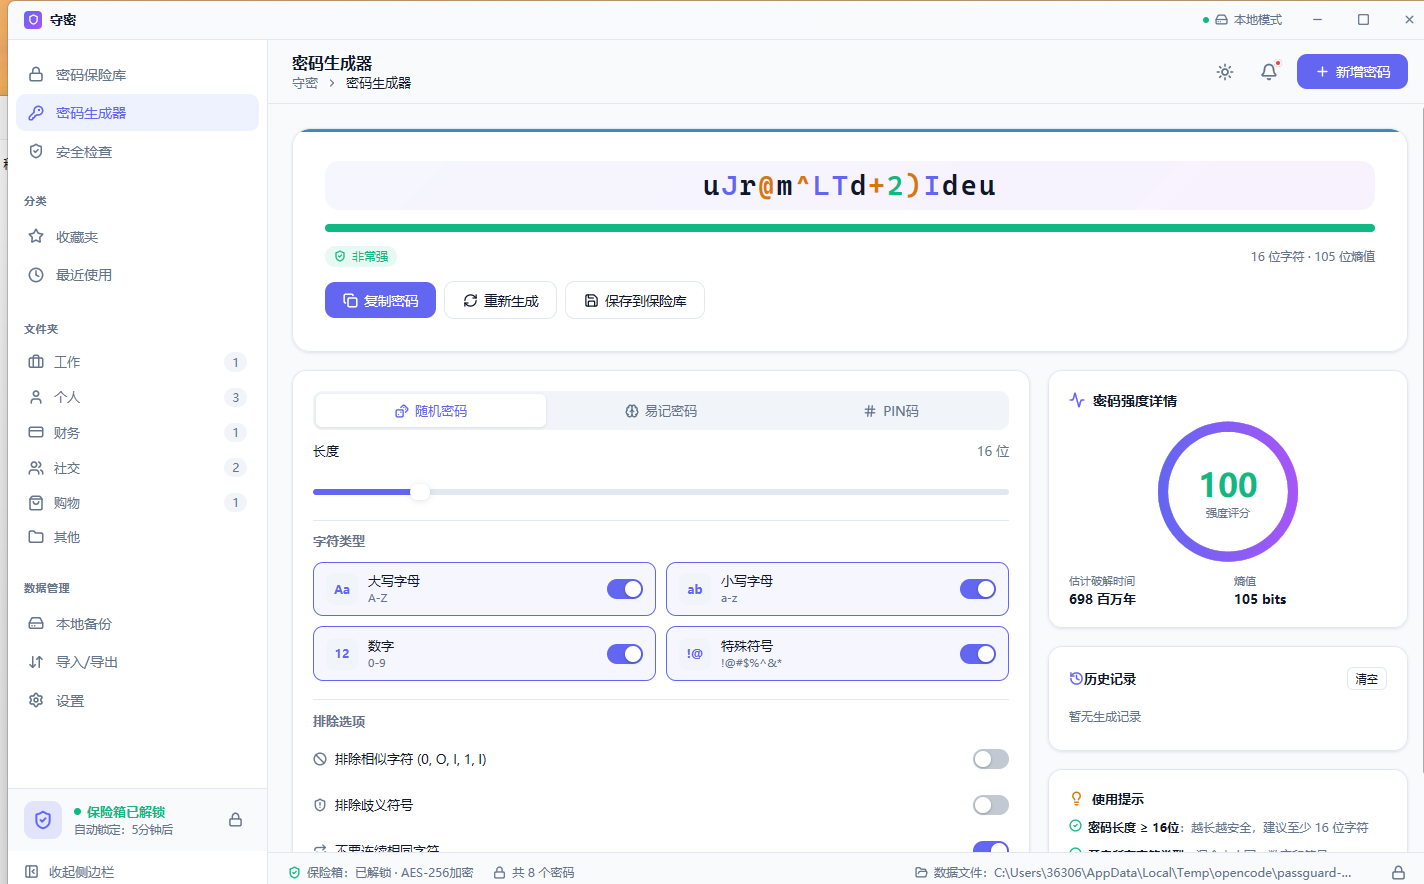 守密
本地模式
密码保险库
密码生成器
安全检查
分类
收藏夹
最近使用
文件夹
工作 1
个人 3
财务 1
社交 2
购物 1
其他
数据管理
本地备份
导入/导出
设置
保险箱已解锁
自动锁定：5分钟后
收起侧边栏
密码生成器
守密 > 密码生成器
+ 新增密码
uJr@m^LTd+2)Ideu
非常强
16 位字符 · 105 位熵值
复制密码
重新生成
保存到保险库
随机密码
易记密码
# PIN码
长度
16 位
字符类型
Aa
大写字母
A-Z
ab
小写字母
a-z
12
数字
0-9
!@
特殊符号
!@#$%^&*
排除选项
排除相似字符 (0, O, l, 1, I)
排除歧义符号
不要连续相同字符
密码强度详情
100
强度评分
估计破解时间
698 百万年
熵值
105 bits
历史记录
清空
暂无生成记录
使用提示
密码长度 ≥ 16位：越长越安全，建议至少 16 位字符
保险箱：已解锁 · AES-256加密
共 8 个密码
数据文件：C:\Users\36306\AppData\Local\Temp\opencode\passguard-...